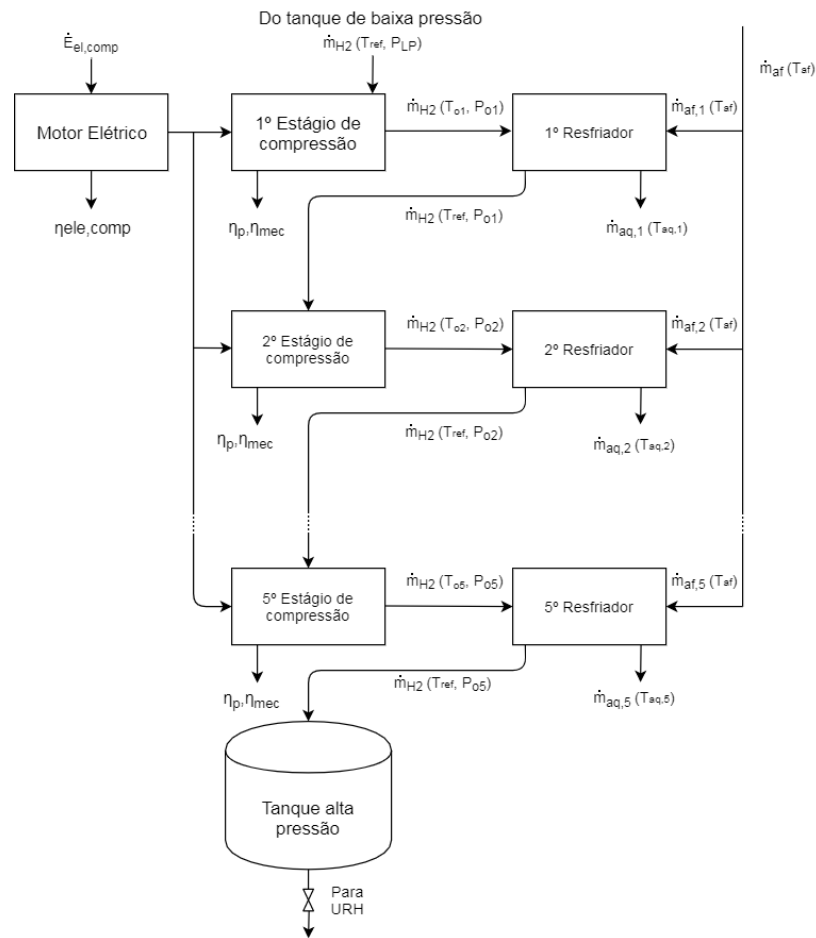 Do tanque de baixa pressão
Ėel,comp
ṁH2 (Tref, PLP)
ṁaf (Taf)
Motor Elétrico
1º Estágio de
compressão
ṁH2 (To1, Po1)
1º Resfriador
ṁaf,1 (Taf)
ηele,comp
ηp,ηmec
ṁH2 (Tref, Po1)
ṁaq,1 (Taq,1)
2º Estágio de
compressão
ṁH2 (To2, Po2)
2º Resfriador
ṁaf,2 (Taf)
ηp,ηmec
ṁH2 (Tref, Po2)
ṁaq,2 (Taq,2)
5º Estágio de
compressão
ṁH2 (To5, Po5)
5º Resfriador
ṁaf,5 (Taf)
ηp,ηmec
ṁH2 (Tref, Po5)
ṁaq,5 (Taq,5)
Tanque alta
pressão
Para
URH